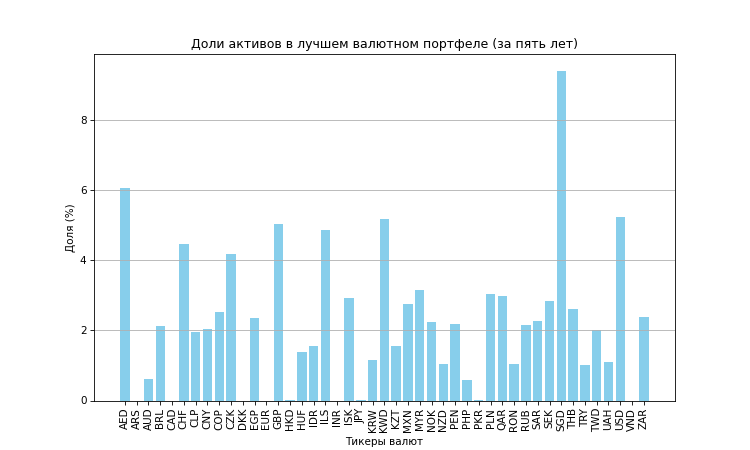 Доли активов в лучшем валютном портфеле (за пять лет)
Доля (%)
8
6
4
2
0
AED ARS AUD BRL CAD CHF CLP CNY COP CZK DKK EGP EUR GBP HKD HUF IDR ILS INR ISK JPY KRW KWD KZT MXN MYR NOK NZD PEN PHP PKR PLN QAR RON RUB SAR SEK SGD THB TRY TWD UAH USD VND ZAR
Тикеры валют